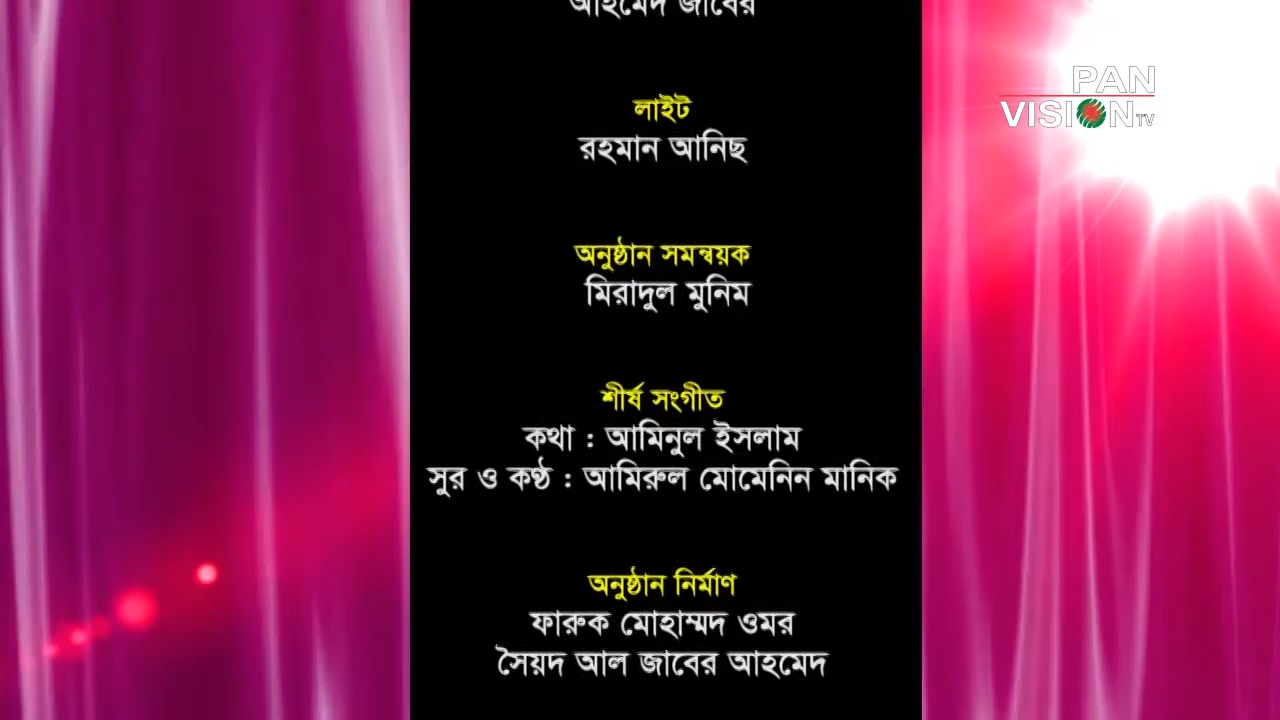 আহমেদ জাবের
PAN
VISION TV
লাইট
রহমান আনিছ
অনুষ্ঠান সমন্বয়ক
মিরাদুল মুনিম
শীর্ষ সংগীত
কথা : আমিনুল ইসলাম
সুর ও কণ্ঠ : আমিরুল মোমেনিন মানিক
অনুষ্ঠান নির্মাণ
ফারুক মোহাম্মদ ওমর
সৈয়দ আল জাবের আহমেদ